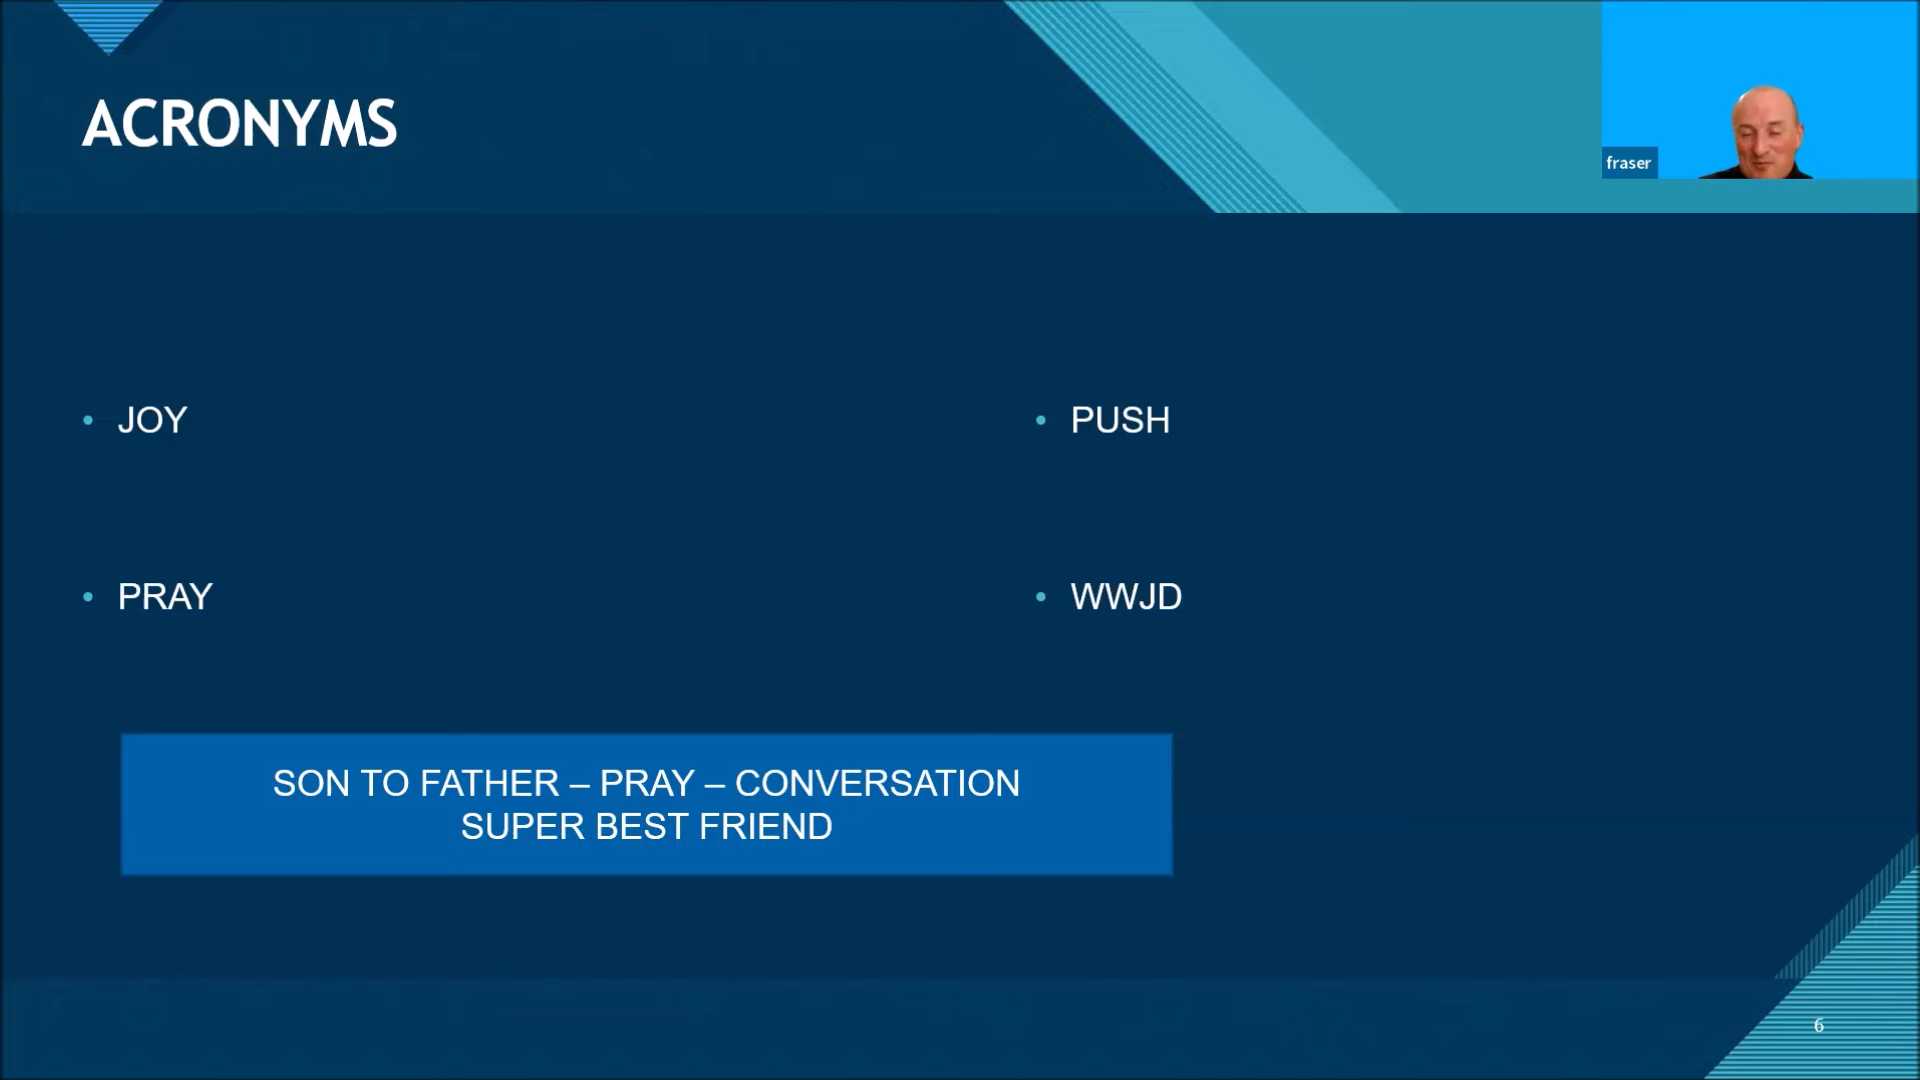 ACRONYMS
fraser
• JOY
• PUSH
• PRAY
• WWJD
SON TO FATHER – PRAY – CONVERSATION
SUPER BEST FRIEND
6